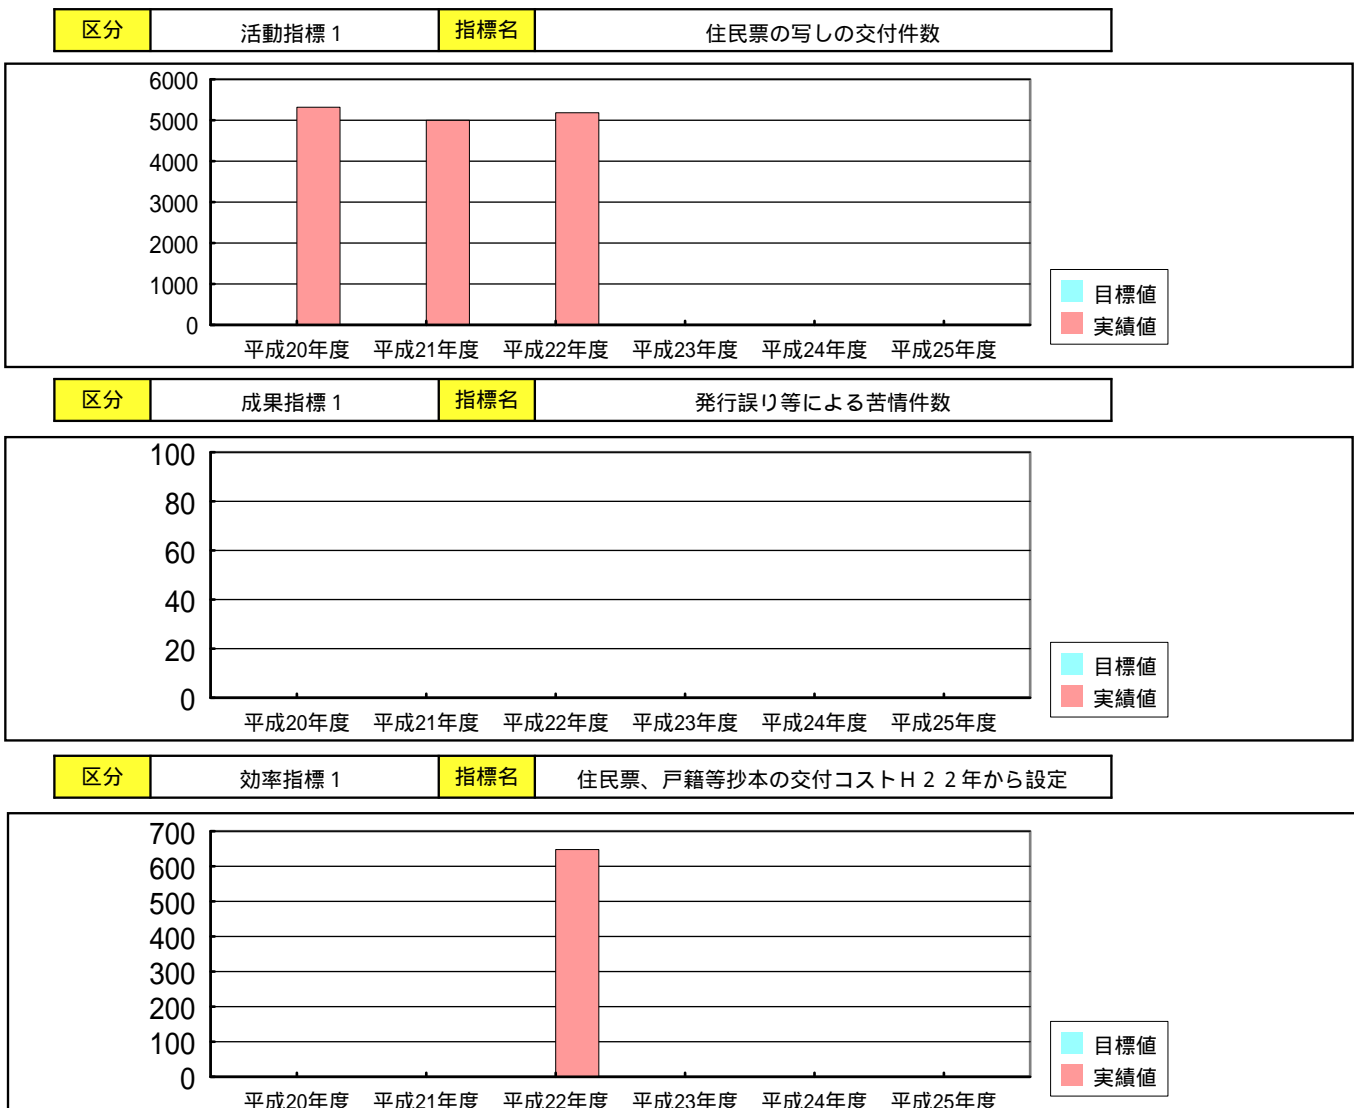 区分 活動指標１ 指標名 住民票の写しの交付件数
6000
5000
4000
3000
2000
1000
0
平成20年度 平成21年度 平成22年度 平成23年度 平成24年度 平成25年度
目標値
実績値
区分 成果指標１ 指標名 発行誤り等による苦情件数
100
80
60
40
20
0
平成20年度 平成21年度 平成22年度 平成23年度 平成24年度 平成25年度
目標値
実績値
区分 効率指標１ 指標名 住民票、戸籍等抄本の交付コストＨ２２年から設定
700
600
500
400
300
200
100
0
平成20年度 平成21年度 平成22年度 平成23年度 平成24年度 平成25年度
目標値
実績値